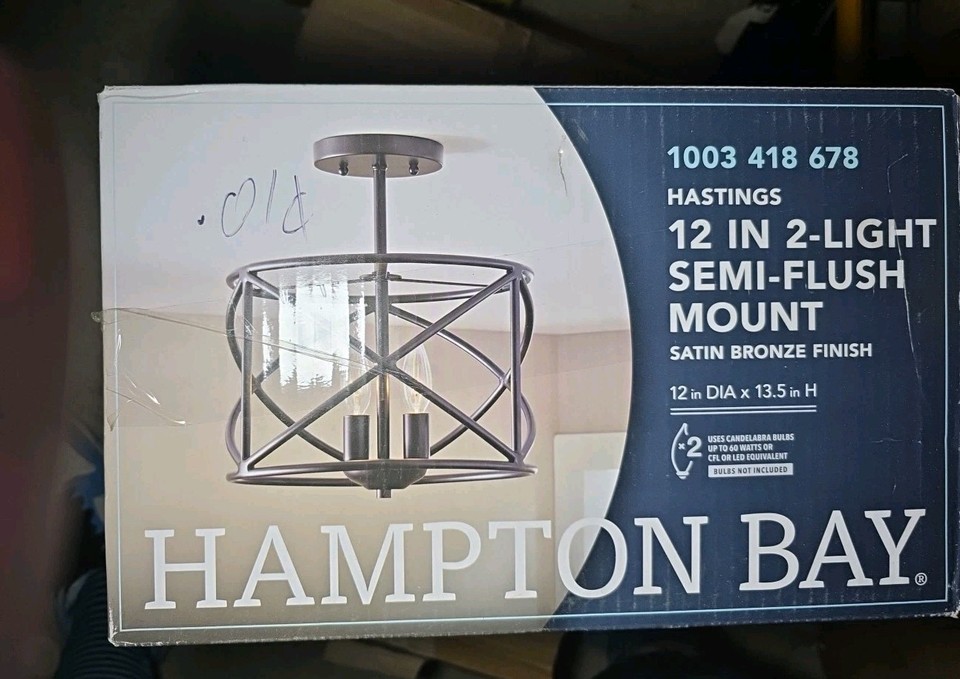 .Old
1003 418 678
HASTINGS
12 IN 2-LIGHT
SEMI-FLUSH
MOUNT
SATIN BRONZE FINISH
12 in DIA x 13.5 in H
x2
USES CANDELABRA BULBS
UP TO 60 WATTS OR
CFL OR LED EQUIVALENT
BULBS NOT INCLUDED
HAMPTON BAY®